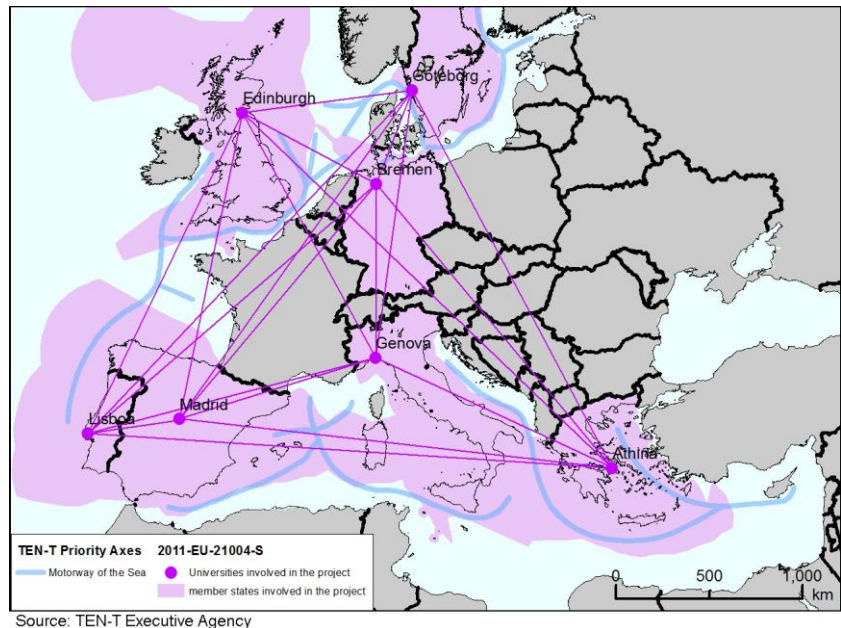 Göteborg
Edinburgh
Bremen
Genova
Madrid
Lisboa
Athina
TEN-T Priority Axes 2011-EU-21004-S
Motorway of the Sea Universities involved in the project
member states involved in the project
0 500 1,000
km
Source: TEN-T Executive Agency